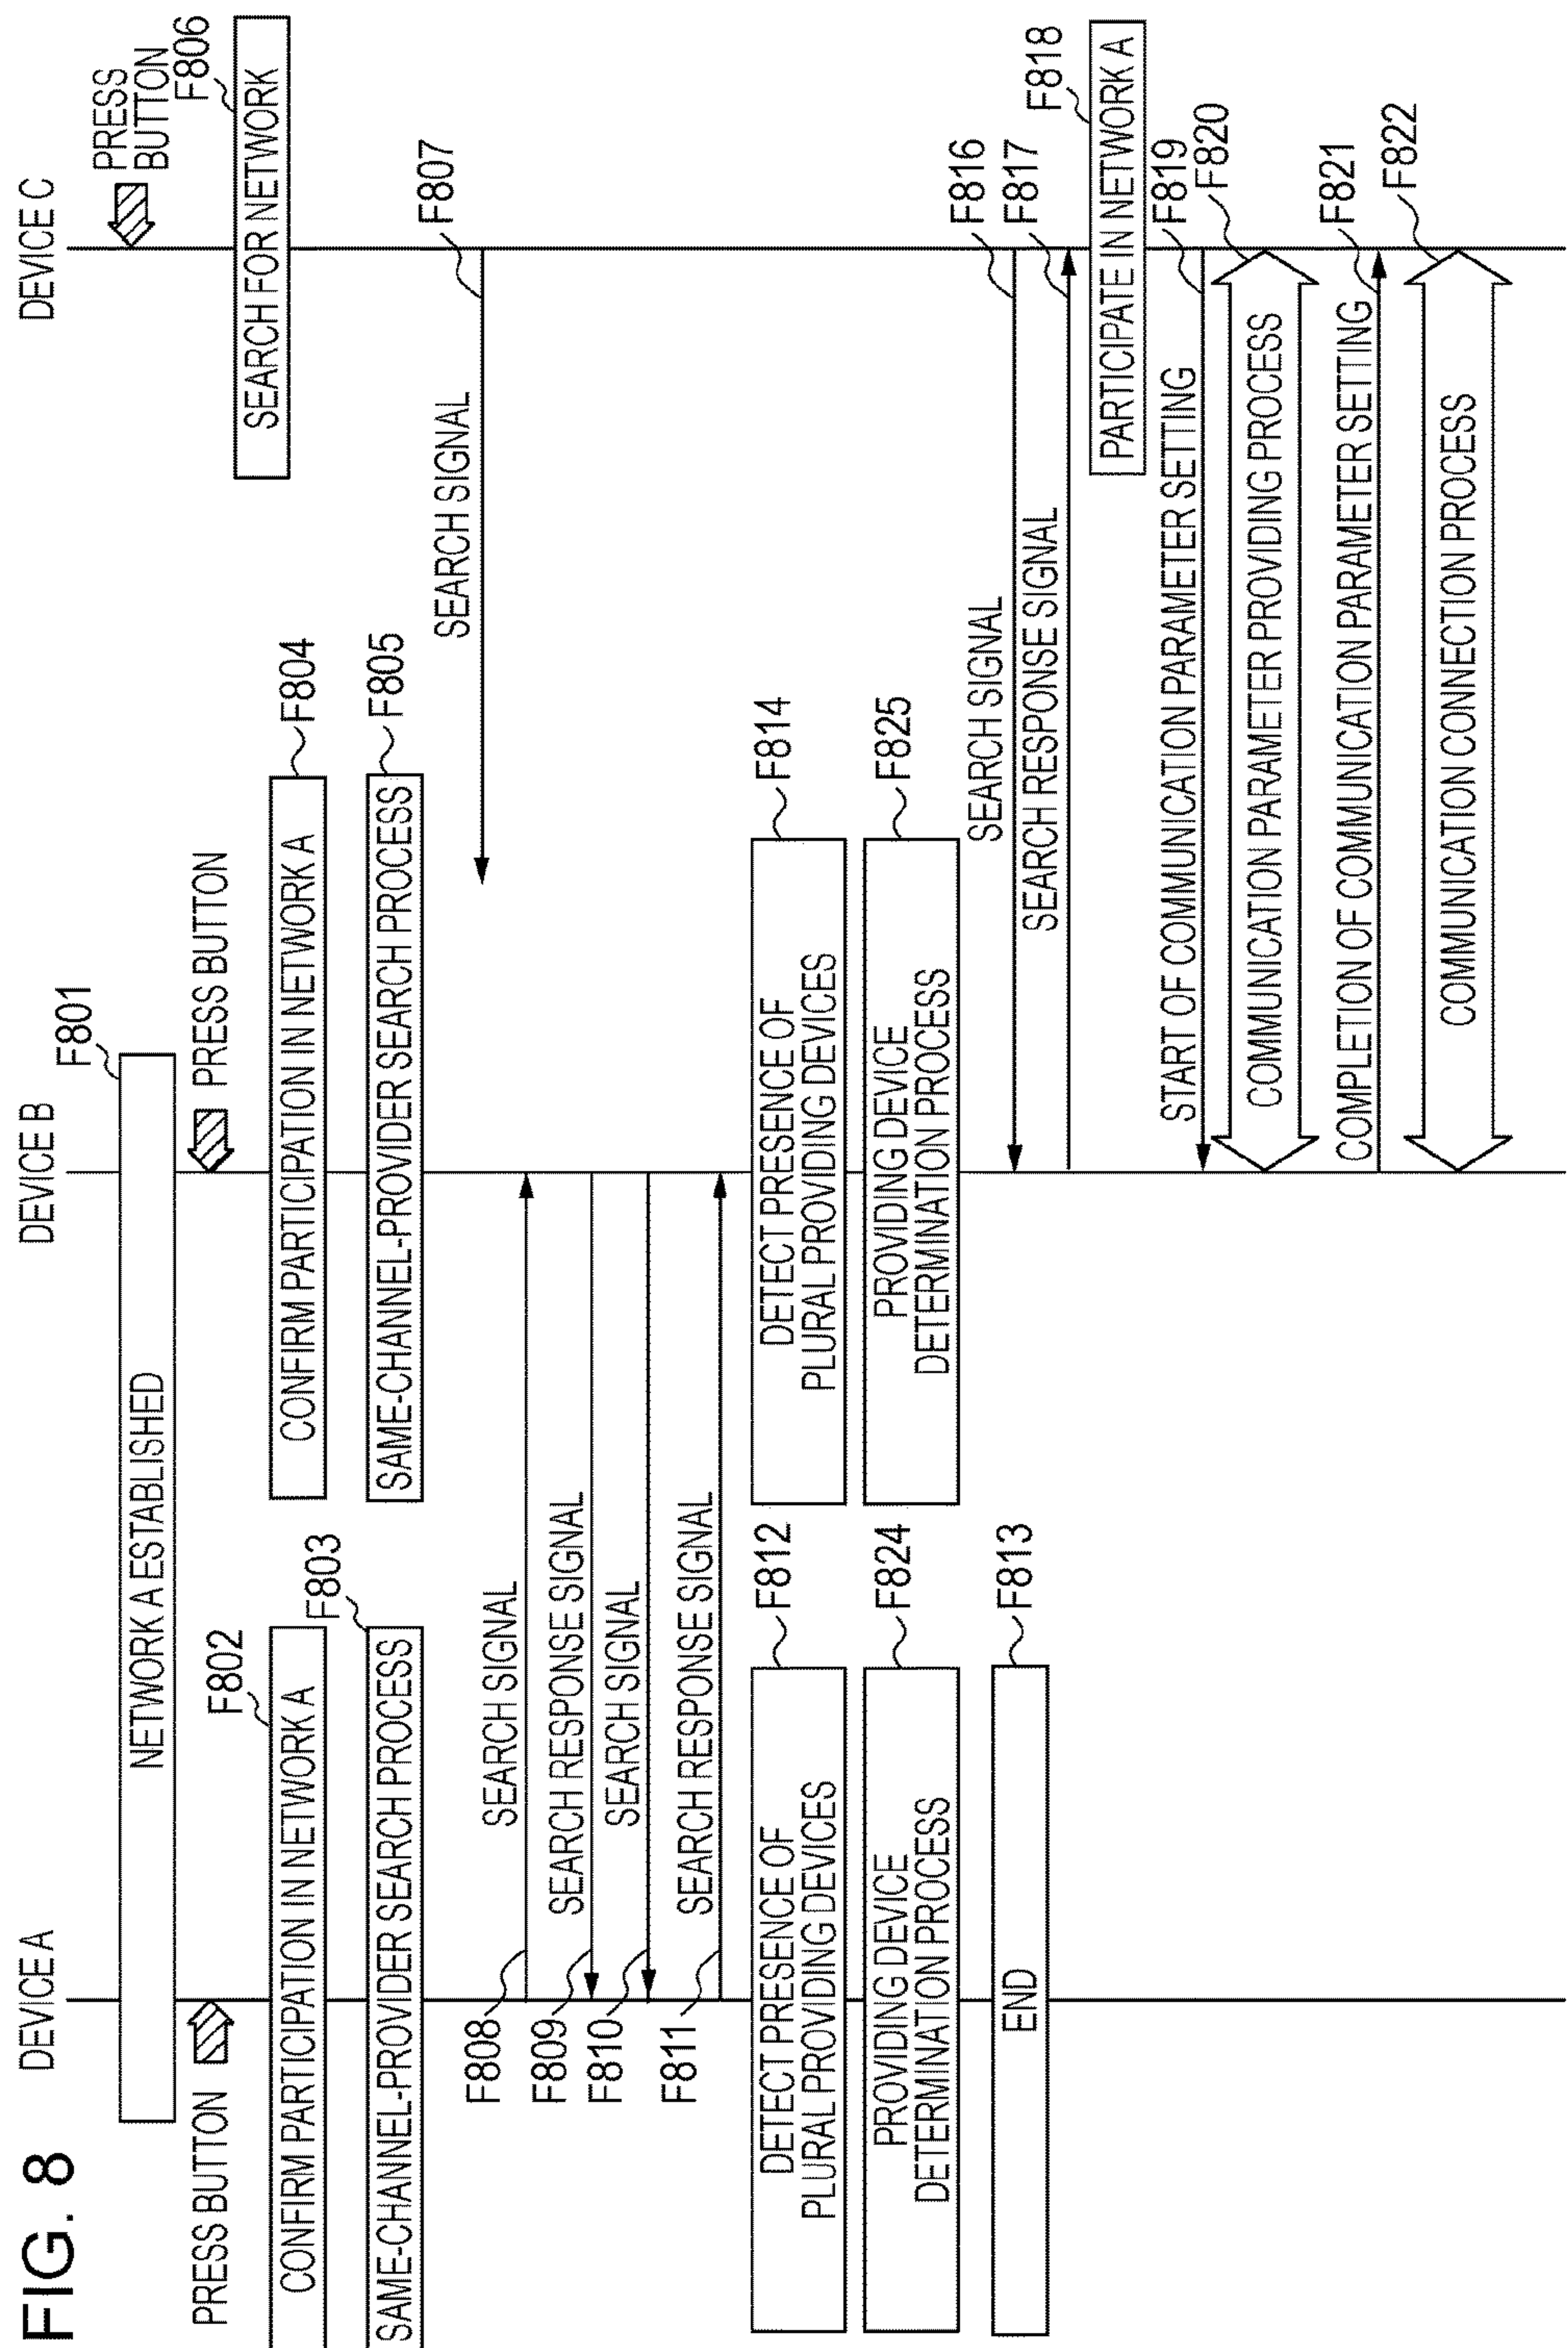 FIG. 8
DEVICE A
DEVICE B
DEVICE C
F801
NETWORK A ESTABLISHED
PRESS BUTTON
PRESS BUTTON
PRESS
BUTTON
F802
CONFIRM PARTICIPATION IN NETWORK A
F804
CONFIRM PARTICIPATION IN NETWORK A
F806
SEARCH FOR NETWORK
F803
SAME-CHANNEL-PROVIDER SEARCH PROCESS
F805
SAME-CHANNEL-PROVIDER SEARCH PROCESS
F807
SEARCH SIGNAL
F808
SEARCH SIGNAL
F809
SEARCH RESPONSE SIGNAL
F810
SEARCH SIGNAL
F811
SEARCH RESPONSE SIGNAL
F812
DETECT PRESENCE OF
PLURAL PROVIDING DEVICES
F814
DETECT PRESENCE OF
PLURAL PROVIDING DEVICES
F824
PROVIDING DEVICE
DETERMINATION PROCESS
F825
PROVIDING DEVICE
DETERMINATION PROCESS
F813
END
SEARCH SIGNAL
F816
SEARCH RESPONSE SIGNAL
F817
F818
PARTICIPATE IN NETWORK A
START OF COMMUNICATION PARAMETER SETTING
F819
F820
COMMUNICATION PARAMETER PROVIDING PROCESS
COMPLETION OF COMMUNICATION PARAMETER SETTING
F821
F822
COMMUNICATION CONNECTION PROCESS